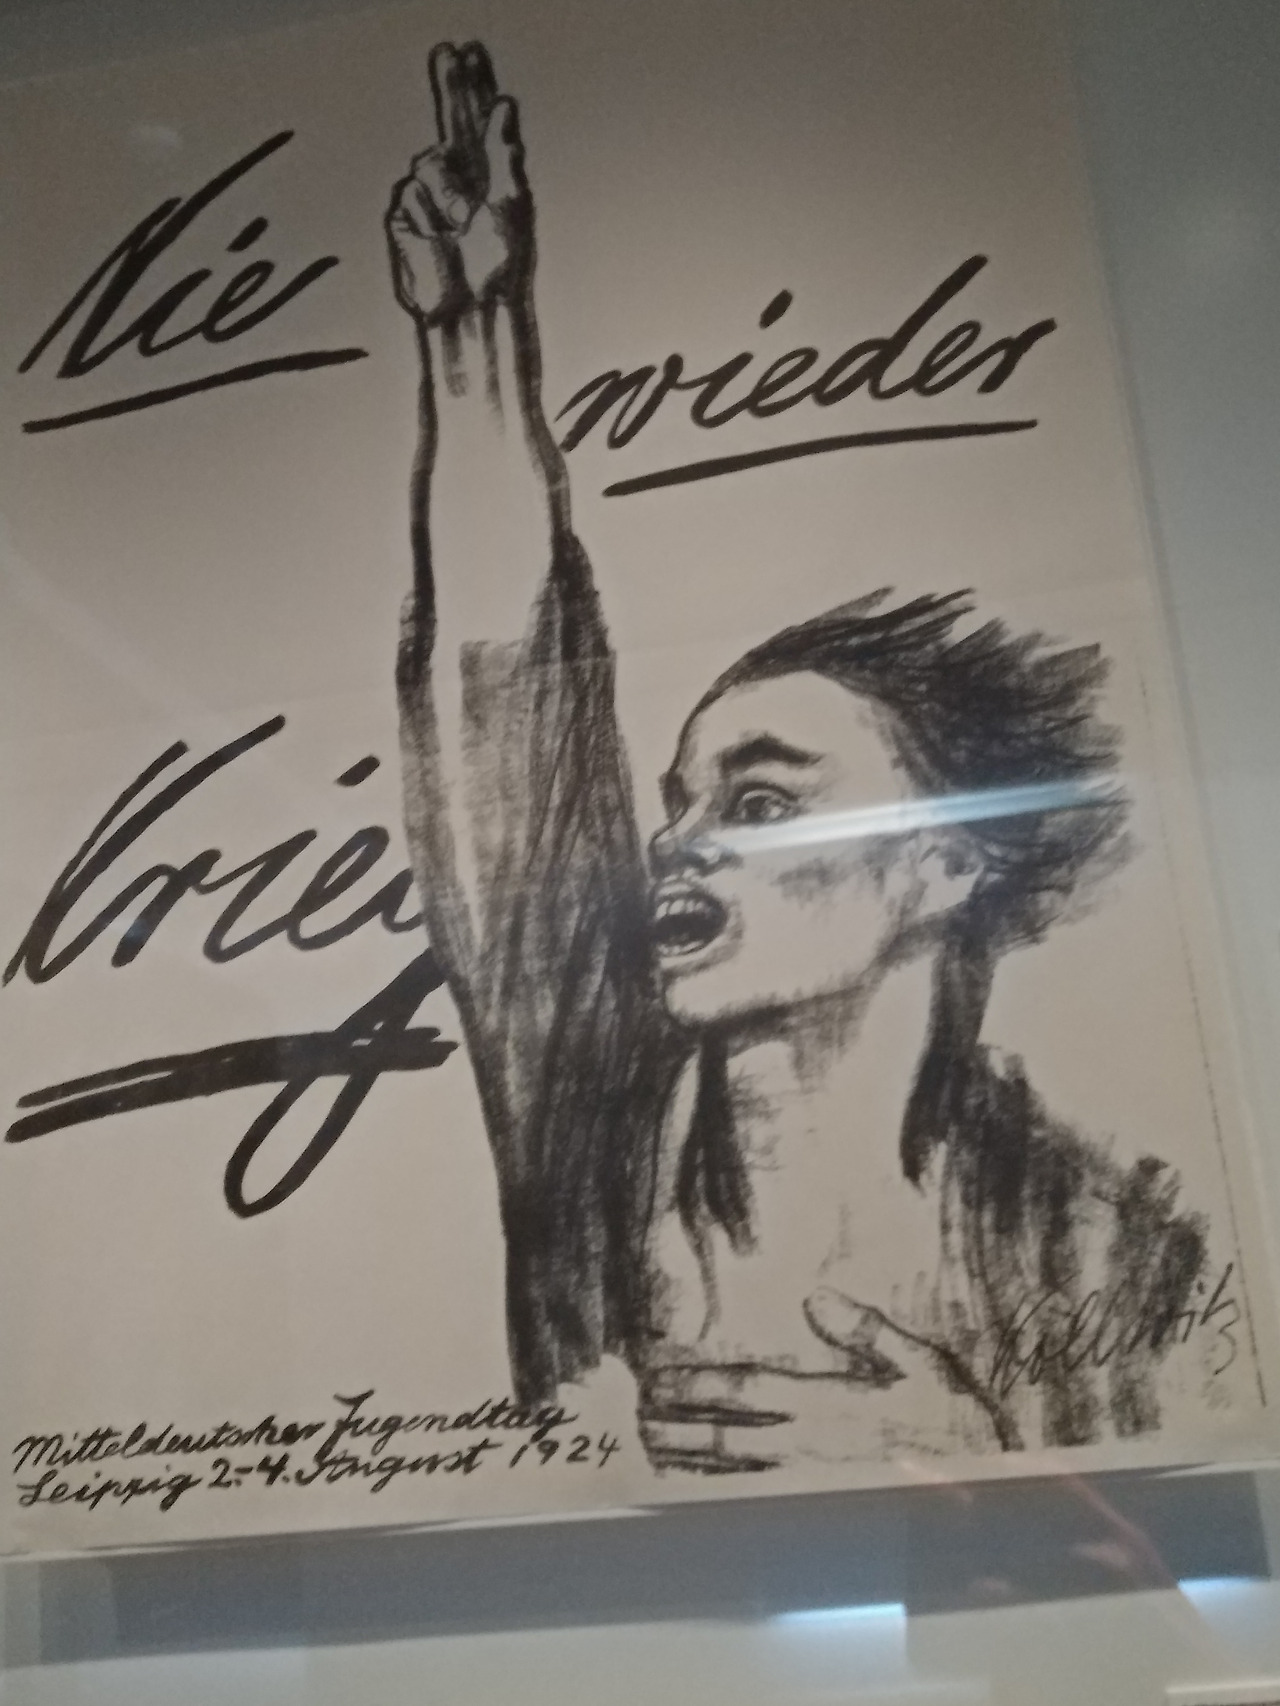 Nie
wieder
Krieg
Mitteldeutscher Jugendtag
Leipzig 2.-4. August 1924
Kollwitz